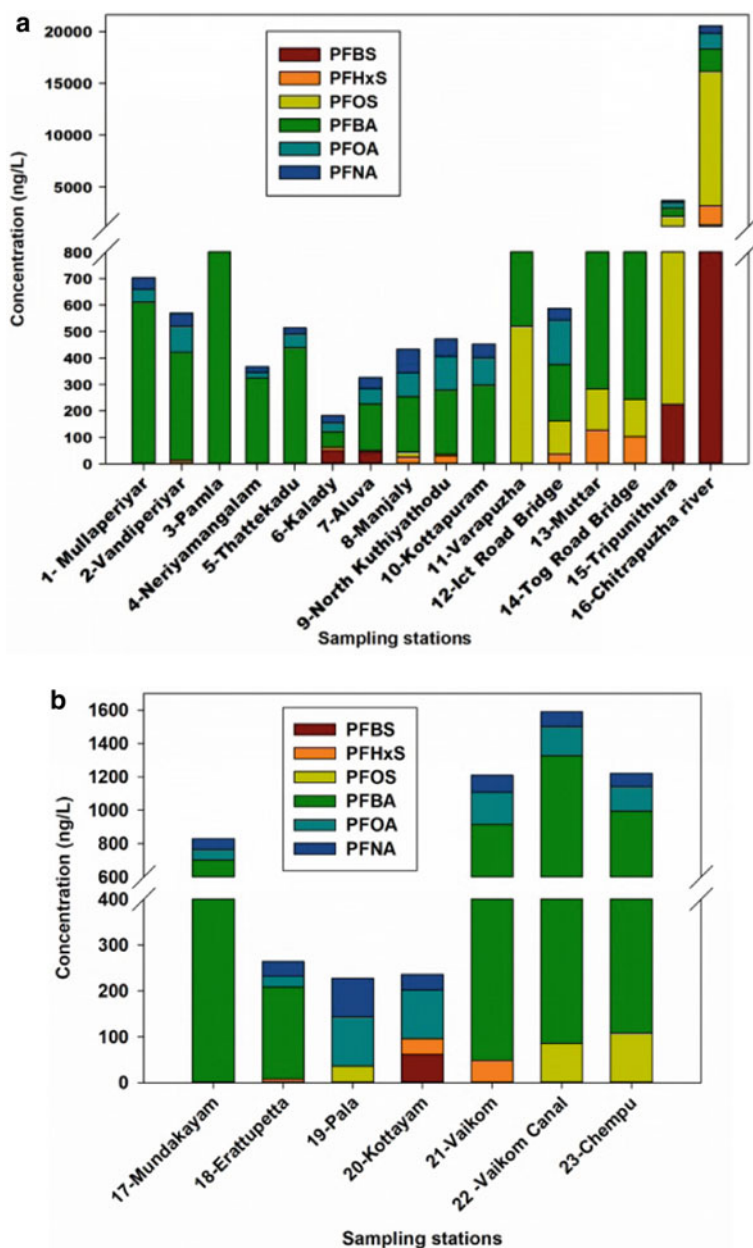 a
20000
15000
10000
5000
800
700
600
500
400
300
200
100
0
Concentration (ng/L)
PFBS
PFHxS
PFOS
PFBA
PFOA
PFNA
1- Mullaperiyar
2-Vandiperiyar
3-Pamla
4-Neriyamangalam
5-Thattekadu
6-Kalady
7-Aluva
8-Manjaly
9-North Kuthiyathodu
10-Kottapuram
11-Varapuzha
12-Ict Road Bridge
13-Muttar
14-Tog Road Bridge
15-Tripunithura
16-Chitrapuzha river
Sampling stations
b
1600
1400
1200
1000
800
600
400
300
200
100
0
Concentration (ng/L)
PFBS
PFHxS
PFOS
PFBA
PFOA
PFNA
17-Mundakayam
18-Erattupetta
19-Pala
20-Kottayam
21-Vaikom
22 -Vaikom Canal
23-Chempu
Sampling stations